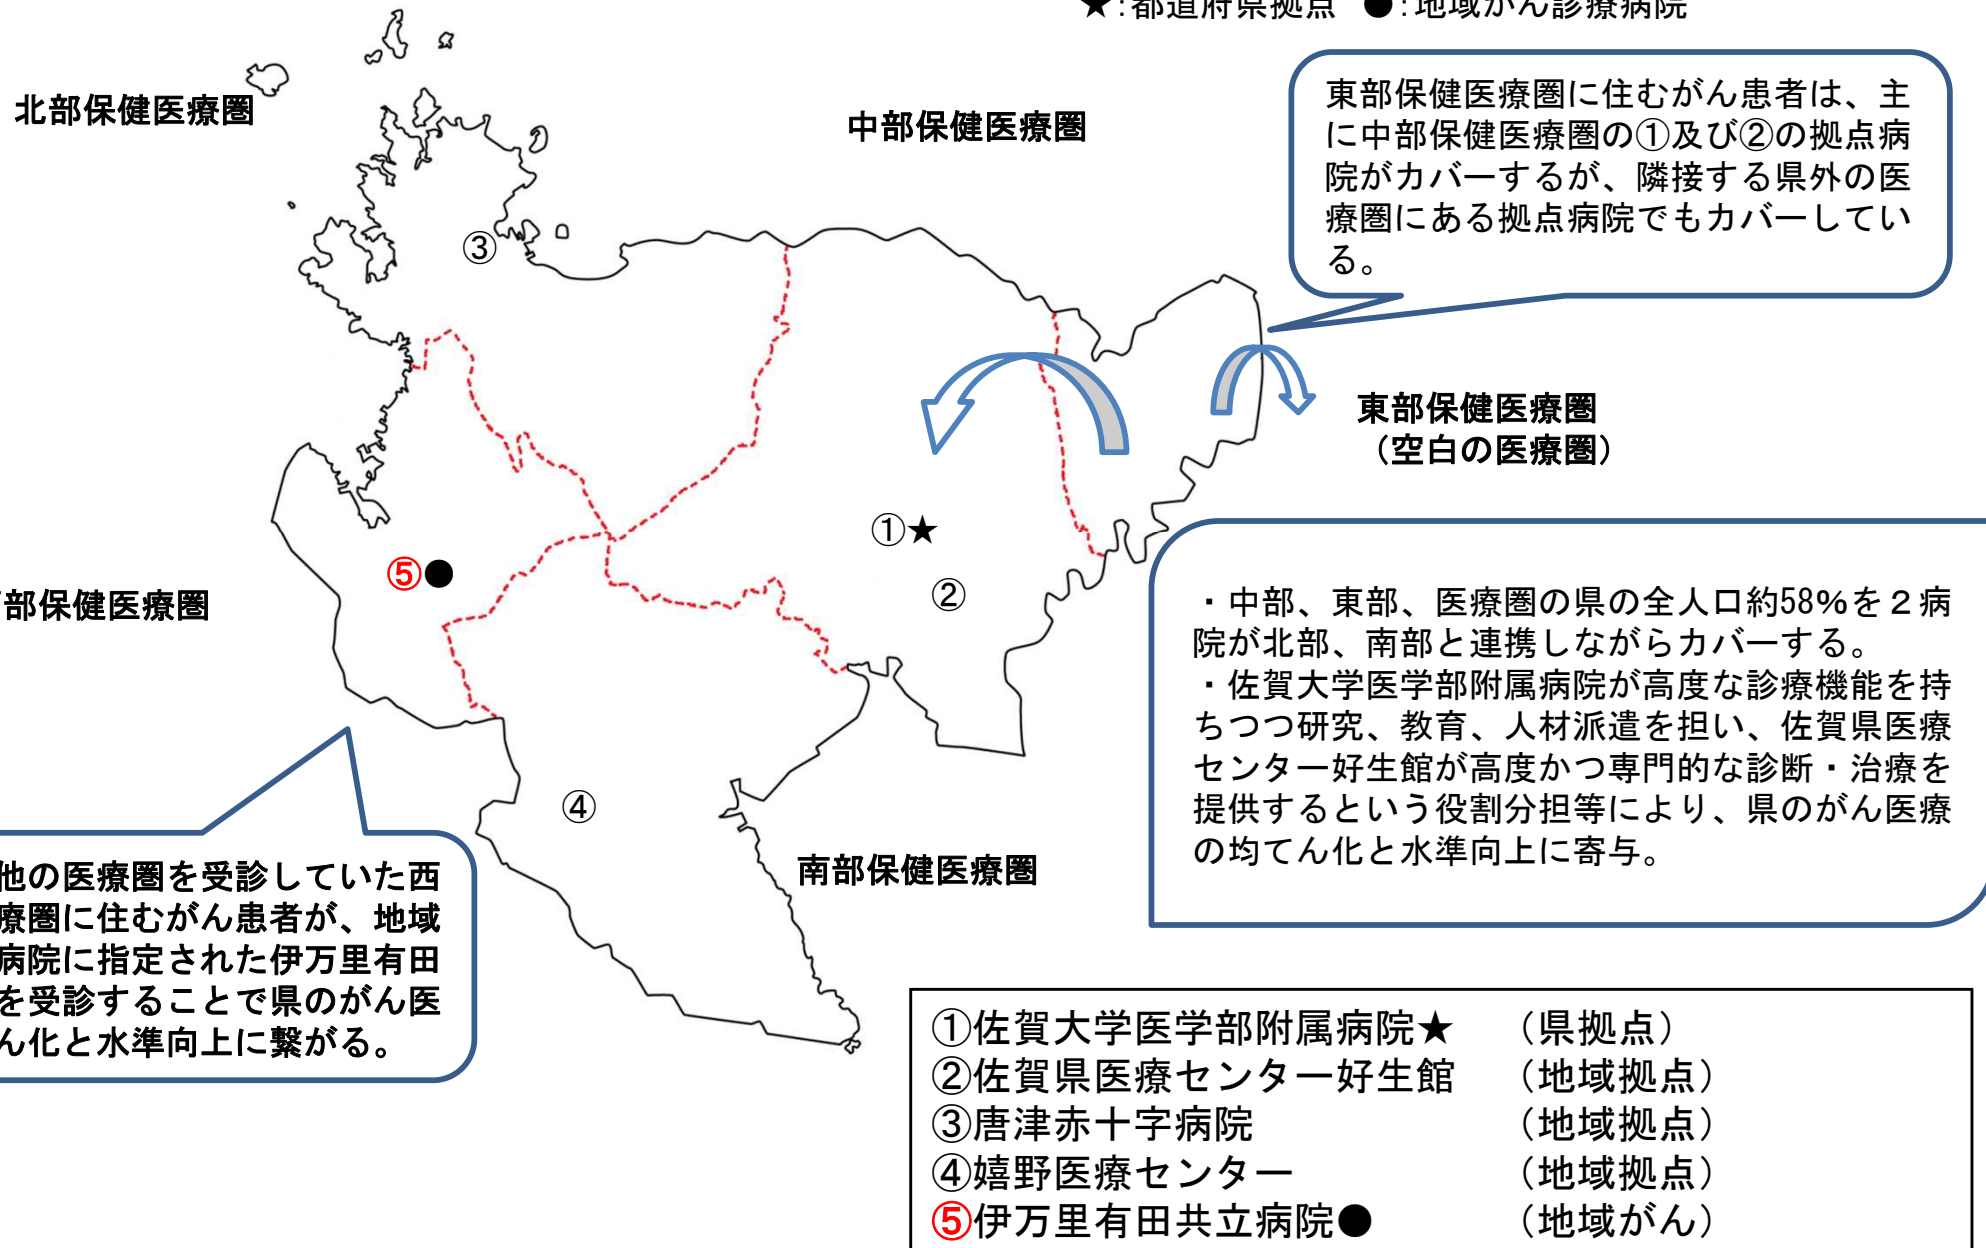 ★：都道府県拠点　●：地域がん診療病院
北部保健医療圏
中部保健医療圏
東部保健医療圏に住むがん患者は、主
に中部保健医療圏の①及び②の拠点病
院がカバーするが、隣接する県外の医
療圏にある拠点病院でもカバーしてい
る。
③
東部保健医療圏
（空白の医療圏）
①★
②
⑤●
部保健医療圏
・中部、東部、医療圏の県の全人口約58%を２病
院が北部、南部と連携しながらカバーする。
・佐賀大学医学部附属病院が高度な診療機能を持
ちつつ研究、教育、人材派遣を担い、佐賀県医療
センター好生館が高度かつ専門的な診断・治療を
提供するという役割分担等により、県のがん医療
の均てん化と水準向上に寄与。
④
南部保健医療圏
他の医療圏を受診していた西
療圏に住むがん患者が、地域
病院に指定された伊万里有田
を受診することで県のがん医
ん化と水準向上に繋がる。
①佐賀大学医学部附属病院★　（県拠点）
②佐賀県医療センター好生館　（地域拠点）
③唐津赤十字病院　（地域拠点）
④嬉野医療センター　（地域拠点）
⑤伊万里有田共立病院●　（地域がん）